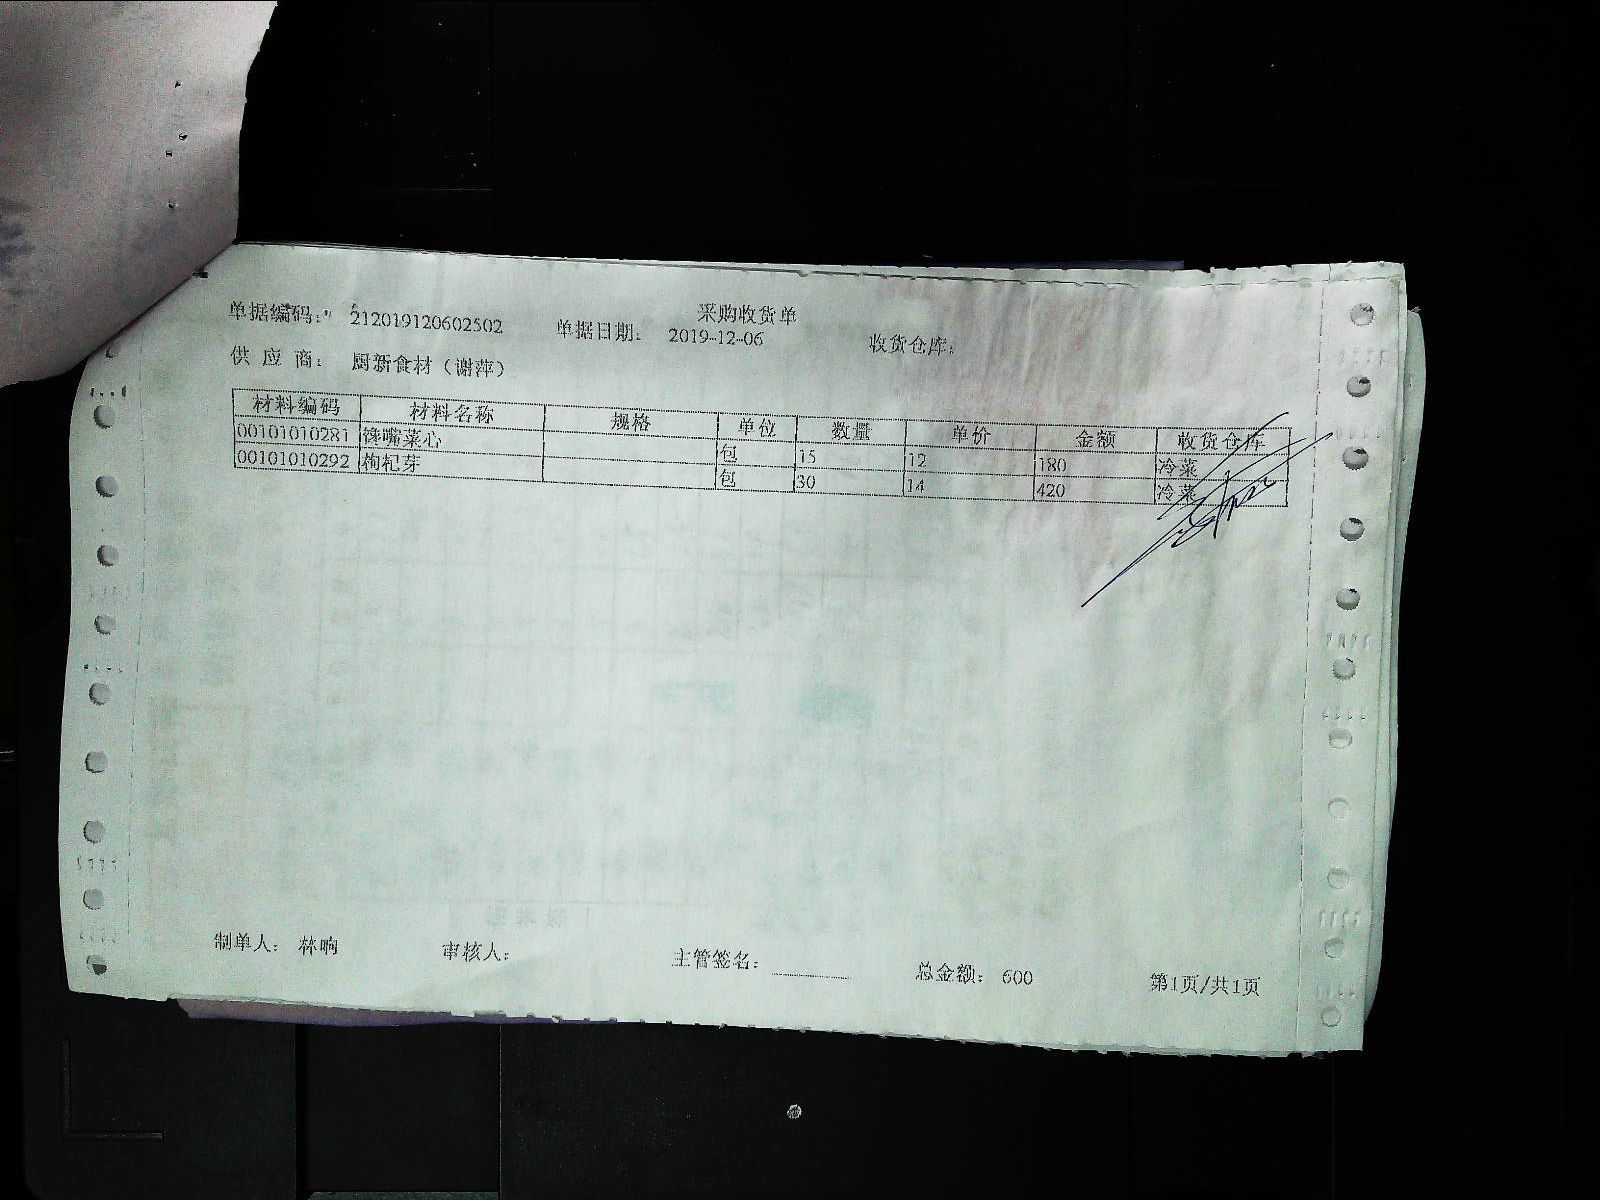 采购收货单
单据编码： 212019120602502 单据日期： 2019-12-06 收货仓库：
供应商： 厨新食材（谢萍）
材料编码 材料名称 规格 单位 数量 单价 金额 收货仓库
00101010281 馋嘴菜心 包 15 12 180 冷菜
00101010292 枸杞芽 包 30 14 420 冷菜
制单人： 林响 审核人： 主管签名： 总金额： 600 第1页/共1页